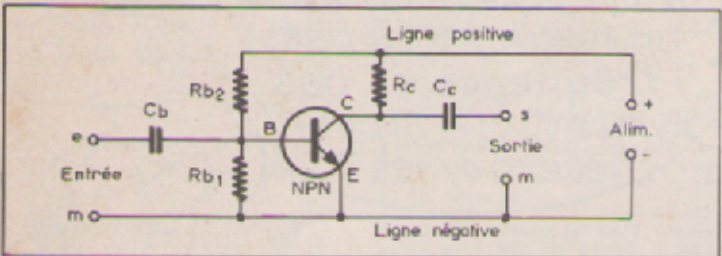 Ligne positive
Rb2
Rc
Cc
Cb
C
B
s
+
e
Alim.
Sortie
-
Entrée
Rb1
E
NPN
m
m
Ligne négative